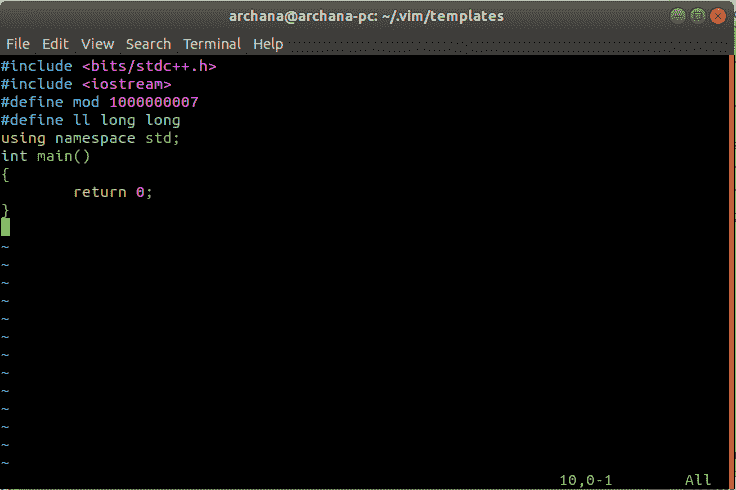 archana@archana-pc: ~/.vim/templates
File Edit View Search Terminal Help
#include <bits/stdc++.h>
#include <iostream>
#define mod 1000000007
#define ll long long
using namespace std;
int main()
{
        return 0;
}
~
~
~
~
~
~
~
~
~
~
~
~
~
10,0-1 All